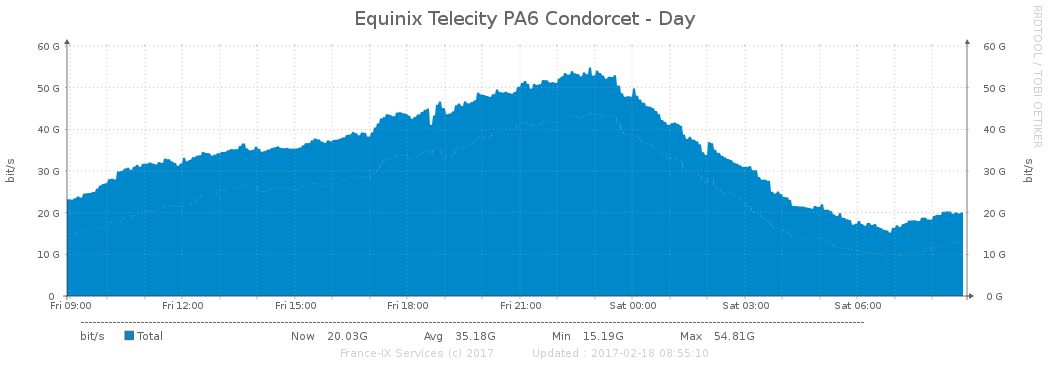 Equinix Telecity PA6 Condorcet - Day
RRDTOOL / TOBI OETIKER
bit/s
60 G 60 G
50 G 50 G
40 G 40 G
30 G 30 G
20 G 20 G
10 G 10 G
0 0 G
bit/s
Fri 09:00 Fri 12:00 Fri 15:00 Fri 18:00 Fri 21:00 Sat 00:00 Sat 03:00 Sat 06:00
bit/s Total Now 20.03G Avg 35.18G Min 15.19G Max 54.81G
France-IX Services (c) 2017 Updated : 2017-02-18 08:55:10